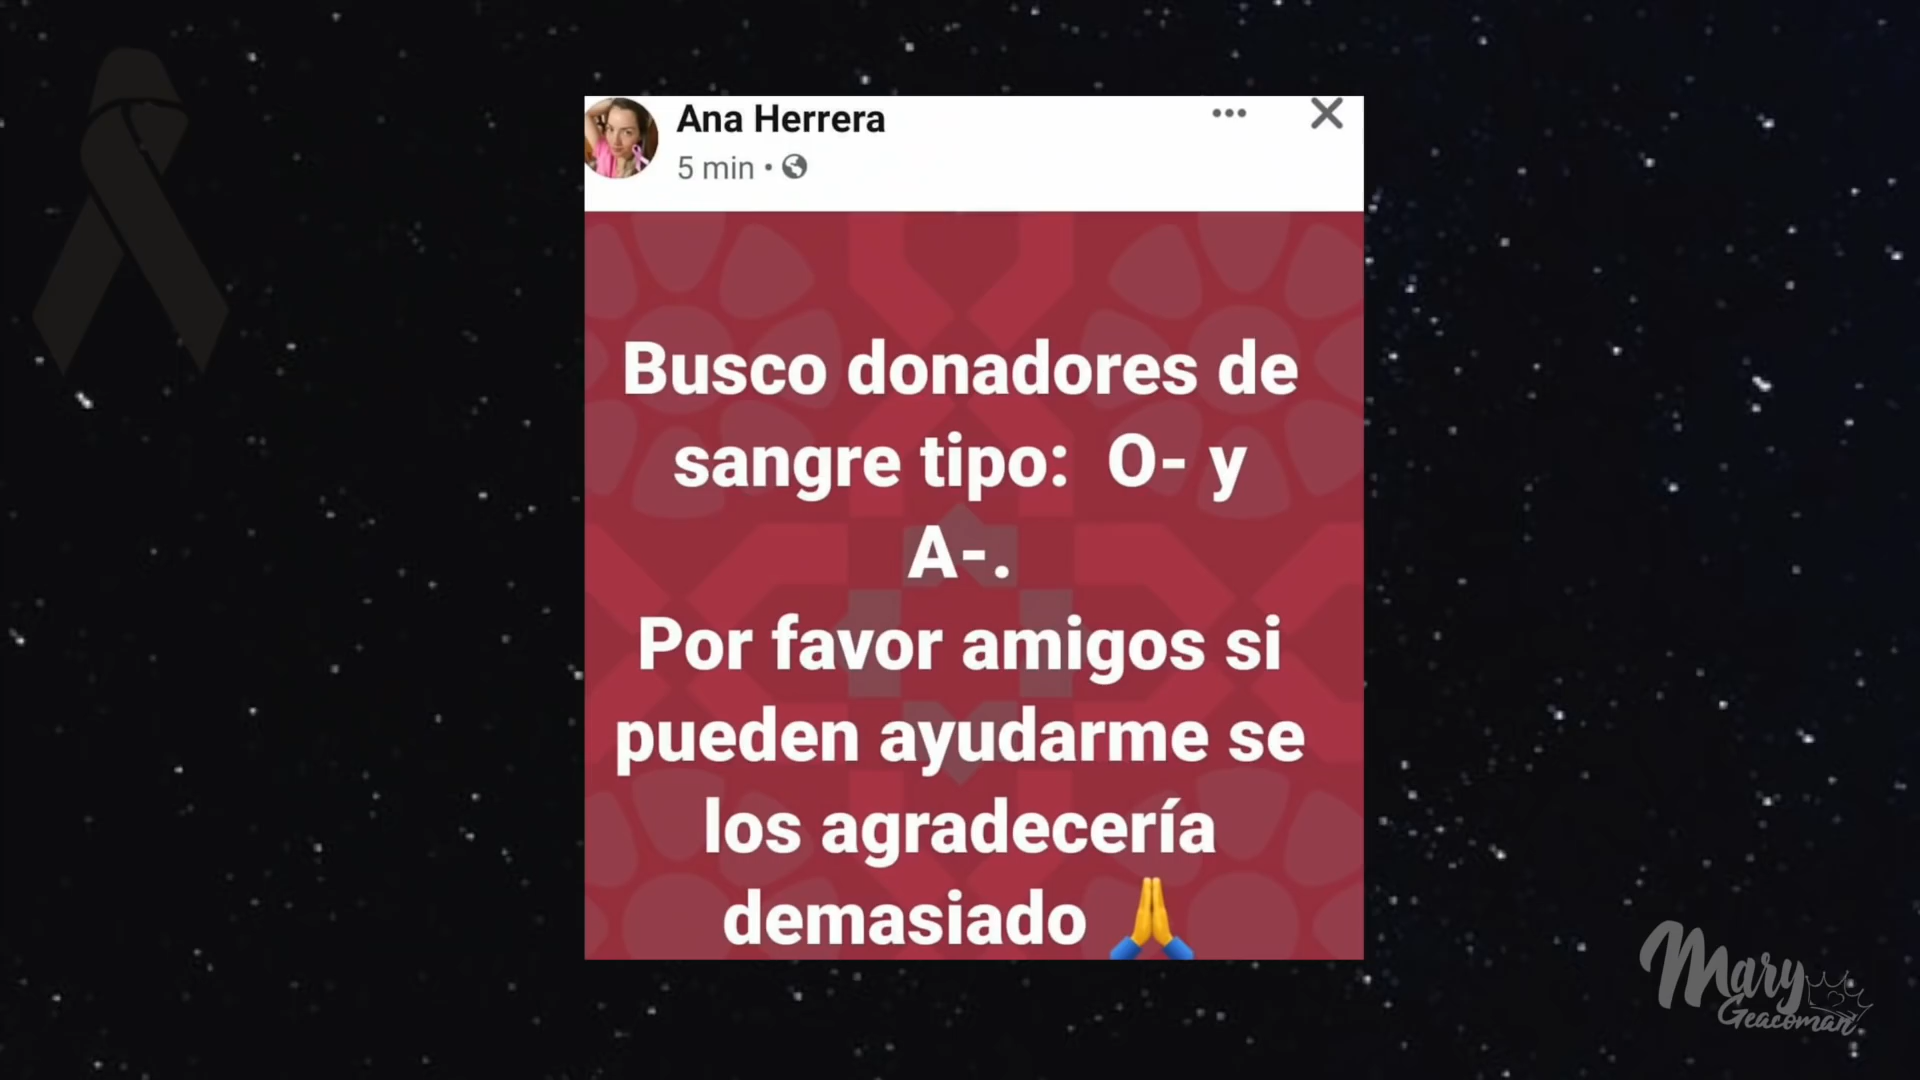 Ana Herrera
5 min •
Busco donadores de
sangre tipo: O- y
A-.
Por favor amigos si
pueden ayudarme se
los agradecería
demasiado 🙏
Mary
Geacoman